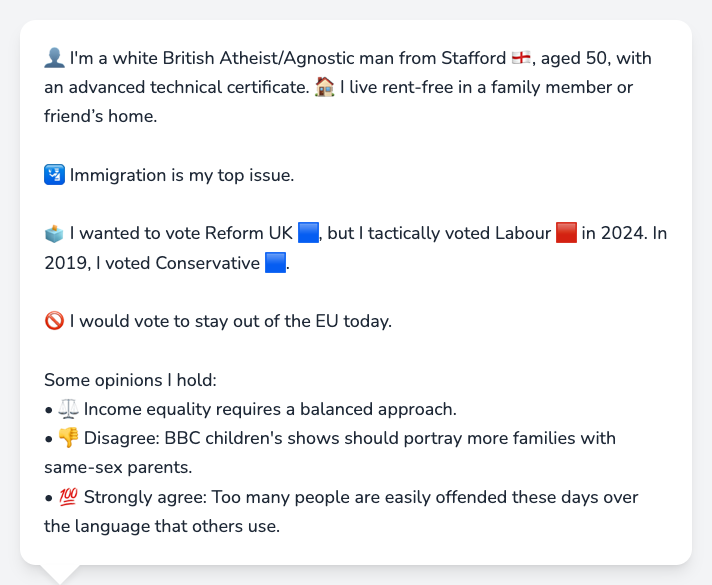 👤 I'm a white British Atheist/Agnostic man from Stafford 🏴󠁧󠁢󠁥󠁮󠁧󠁿, aged 50, with
an advanced technical certificate. 🏠 I live rent-free in a family member or
friend’s home.
🛂 Immigration is my top issue.
🗳️ I wanted to vote Reform UK 🟦, but I tactically voted Labour 🟥 in 2024. In
2019, I voted Conservative 🟦.
🚫 I would vote to stay out of the EU today.
Some opinions I hold:
• ⚖️ Income equality requires a balanced approach.
• 👎 Disagree: BBC children's shows should portray more families with
same-sex parents.
• 💯 Strongly agree: Too many people are easily offended these days over
the language that others use.